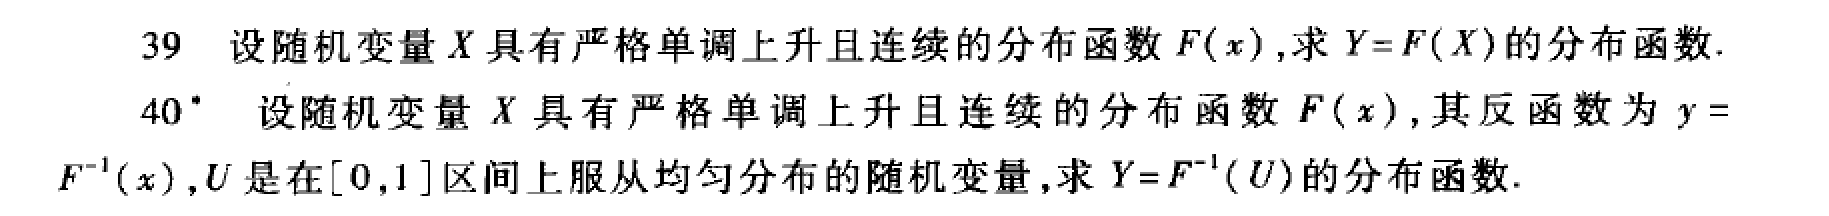 39 设随机变量 X 具有严格单调上升且连续的分布函数 F(x),求 Y=F(X)的分布函数.
40* 设随机变量 X 具有严格单调上升且连续的分布函数 F(x),其反函数为 y=
F⁻¹(x),U 是在[0,1]区间上服从均匀分布的随机变量,求 Y=F⁻¹(U)的分布函数.